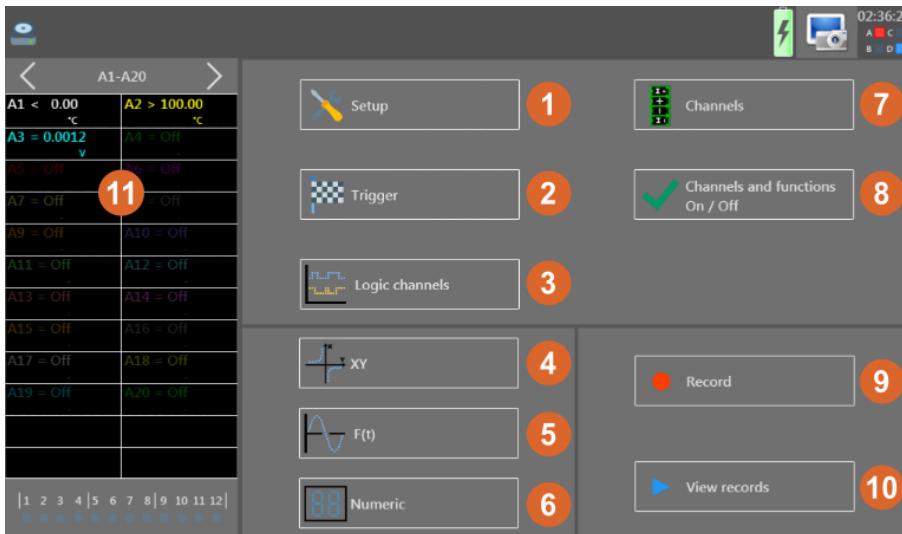 02:36:2
A C
B D
A1-A20
A1 < 0.00
°C
A2 > 100.00
°C
A3 = 0.0012
V
A4 = Off
A5 = Off
A6 = Off
A7 = Off
= Off
A9 = Off
A10 = Off
A11 = Off
A12 = Off
A13 = Off
A14 = Off
A15 = Off
A16 = Off
A17 = Off
A18 = Off
A19 = Off
A20 = Off
11
|1 2 3 4|5 6 7 8|9 10 11 12|
Setup
1
Trigger
2
Logic channels
3
XY
4
F(t)
5
Numeric
6
Channels
7
Channels and functions
On / Off
8
Record
9
View records
10